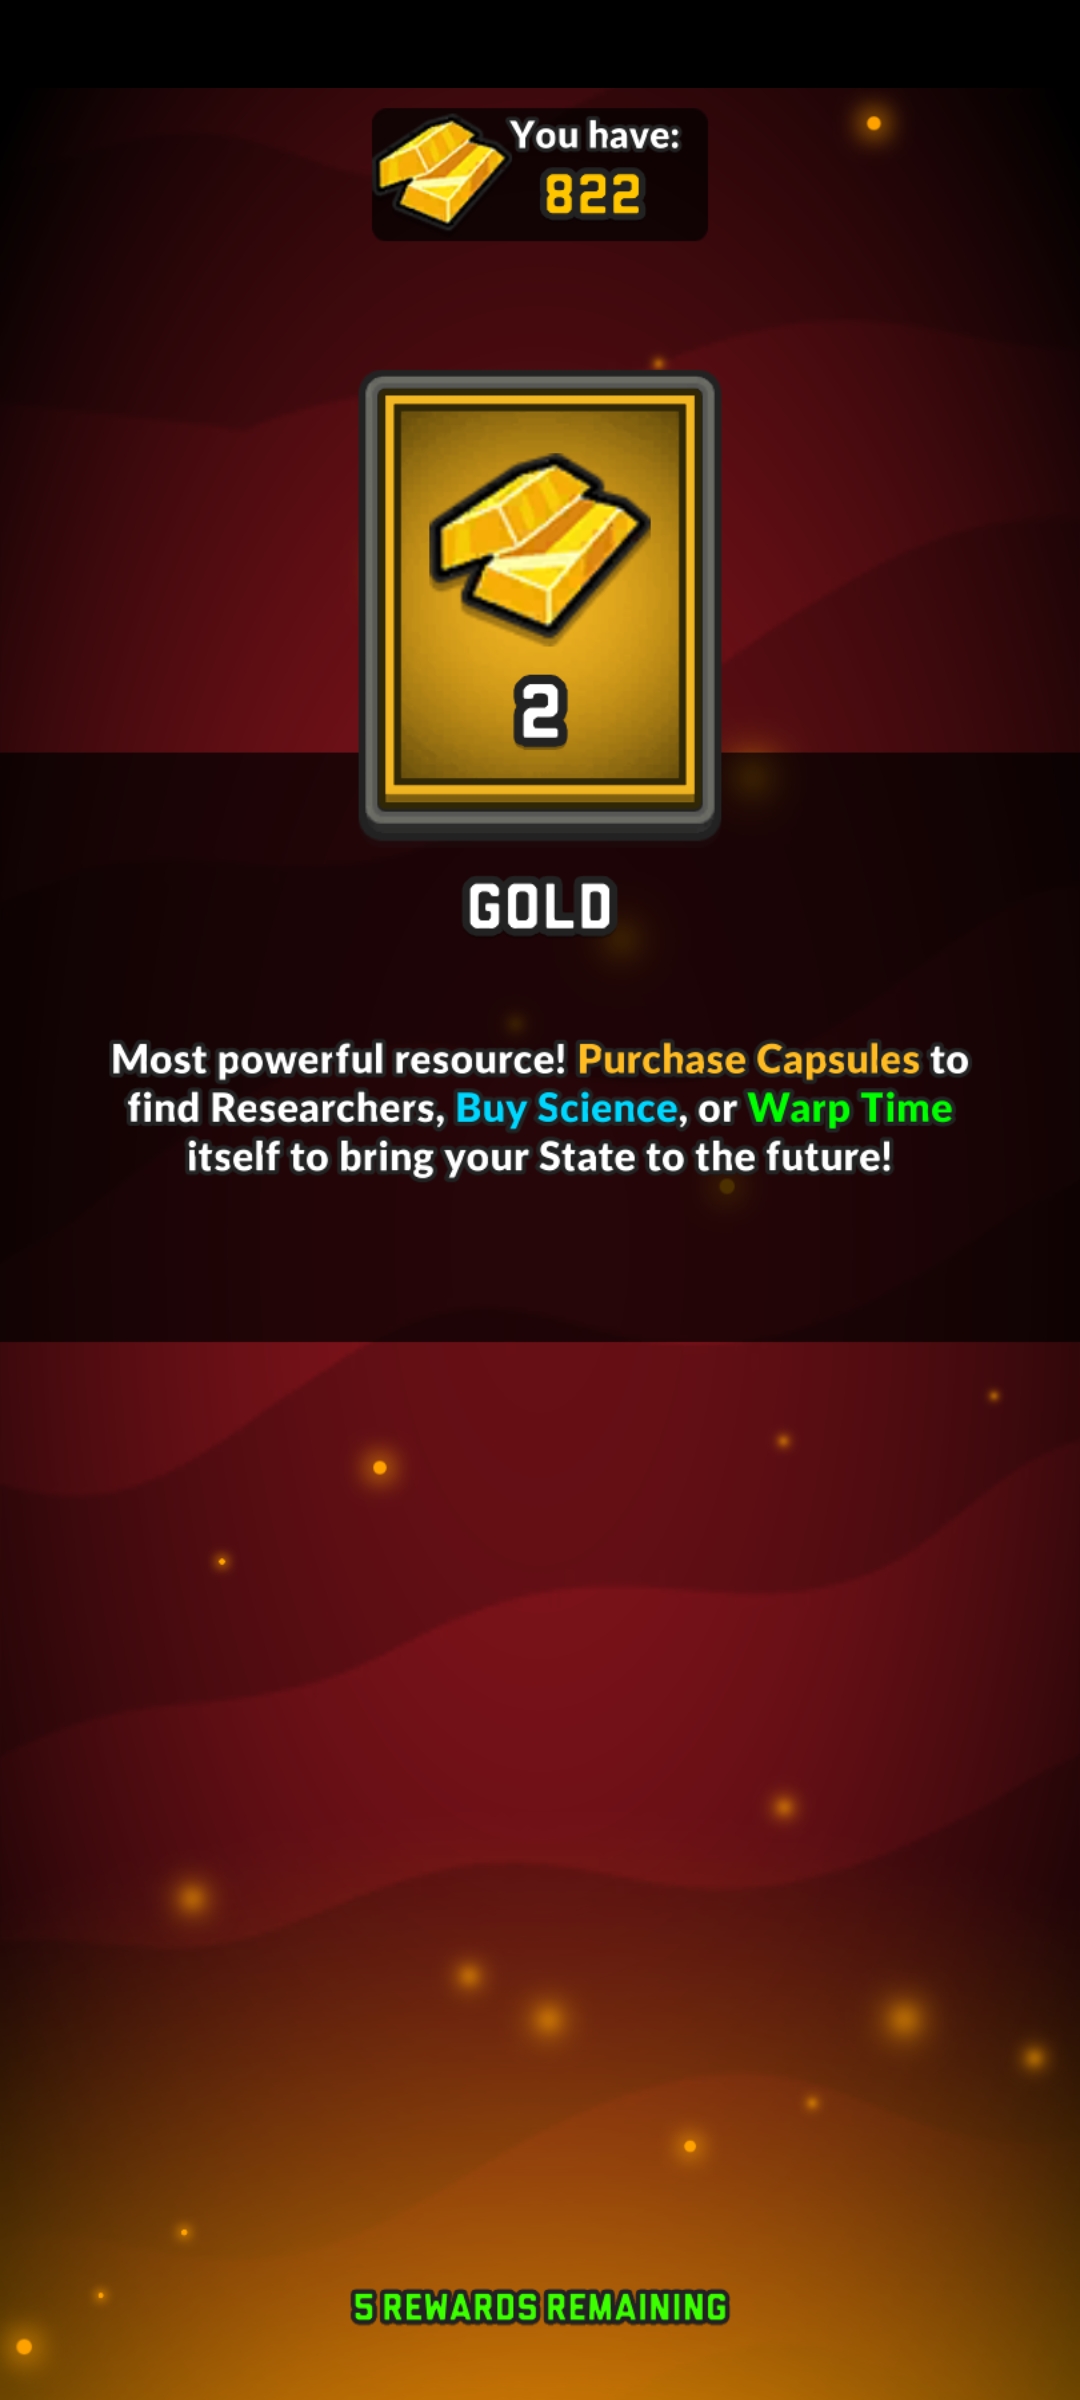 You have:
822
2
GOLD
Most powerful resource! Purchase Capsules to
find Researchers, Buy Science, or Warp Time
itself to bring your State to the future!
5 REWARDS REMAINING